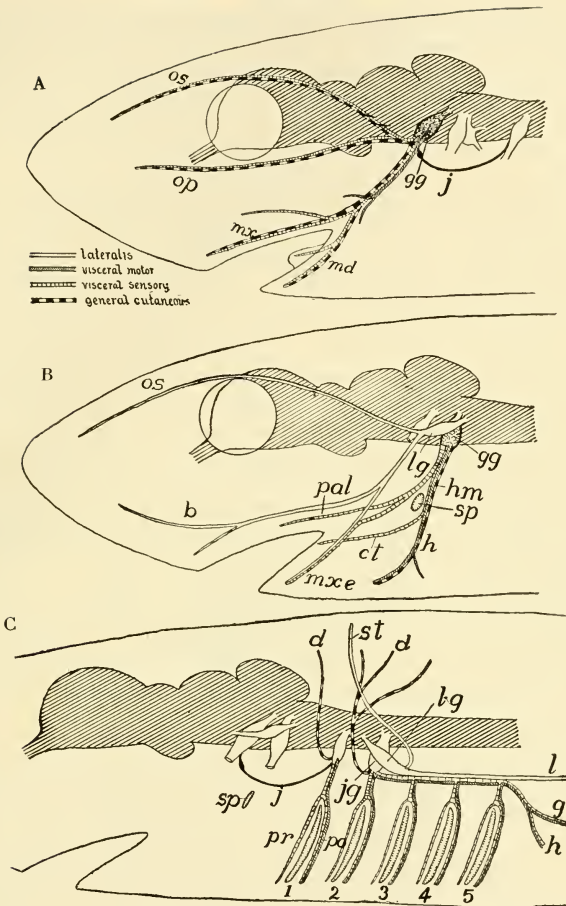 A
os
op
gg
j
mx
md
lateralis
visceral motor
visceral sensory
general cutaneous
B
os
lg
gg
pal
hm
sp
b
ct
h
mxe
C
d
st
d
lg
l
j
jg
sp
g
pr
po
h
1 2 3 4 5